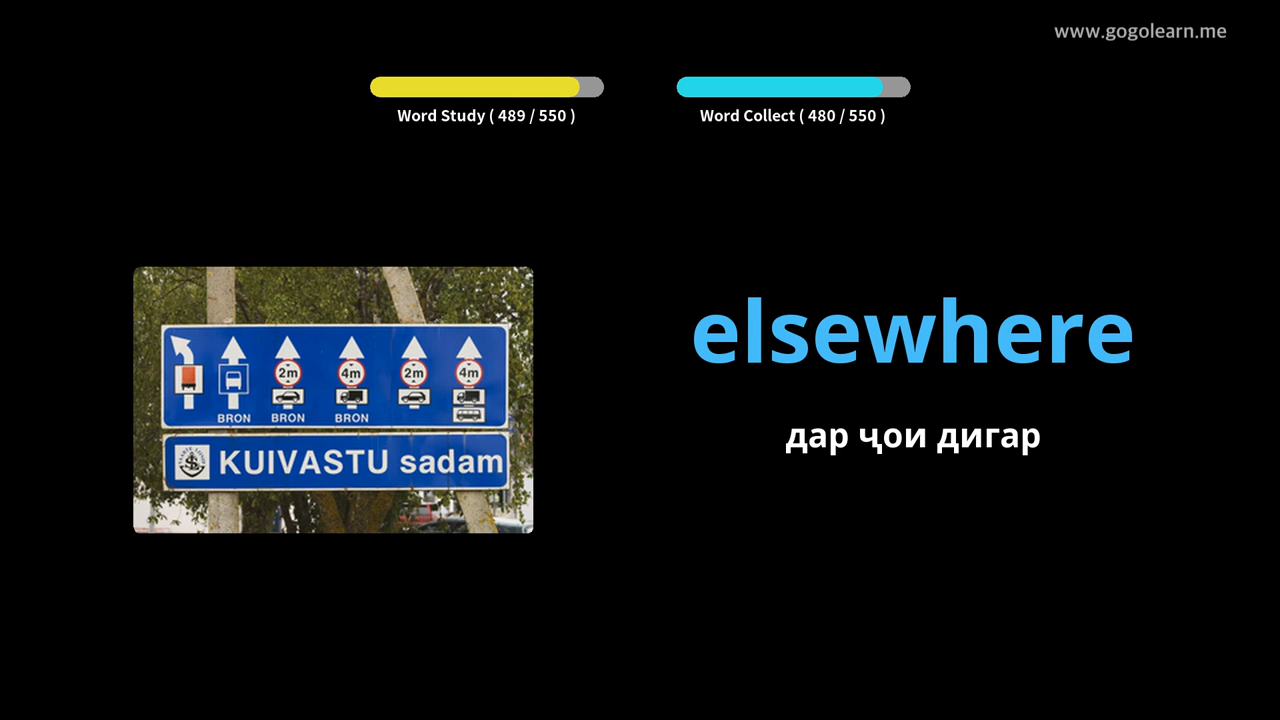 www.gogolearn.me
Word Study ( 489 / 550 )
Word Collect ( 480 / 550 )
elsewhere
дар ҷои дигар
2m 4m 2m 4m
BRON BRON BRON
KUIVASTU sadam